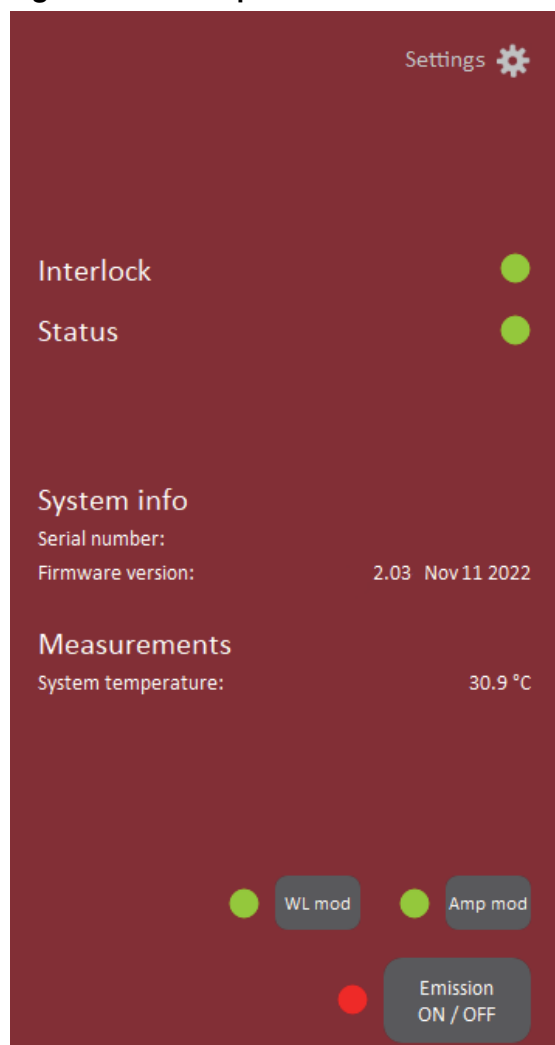 Settings
Interlock
Status
System info
Serial number:
Firmware version: 2.03 Nov 11 2022
Measurements
System temperature: 30.9 °C
WL mod Amp mod
Emission
ON / OFF